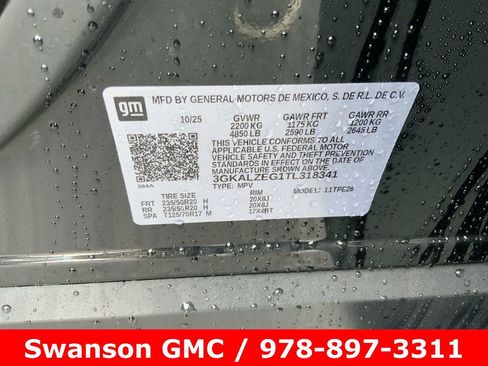 gm
MFD BY GENERAL MOTORS DE MEXICO, S. DE R.L. DE C.V.
10/25 GVWR GAWR FRT GAWR RR
2200 KG 1175 KG 1200 KG
4850 LB 2590 LB 2645 LB
THIS VEHICLE CONFORMS TO ALL
APPLICABLE U.S. FEDERAL MOTOR
VEHICLE SAFETY AND THEFT
PREVENTION STANDARDS IN EFFECT
ON THE DATE OF MANUFACTURE
SHOWN ABOVE.
3GKALZEG1TL318341
TYPE: MPV MODEL: 11TPE26
394A
TIRE SIZE RIM
FRT 235/50R20 H 20X8J
RR 235/50R20 H 20X8J
SPA T125/70R17 M 17X4BT
Swanson GMC / 978-897-3311